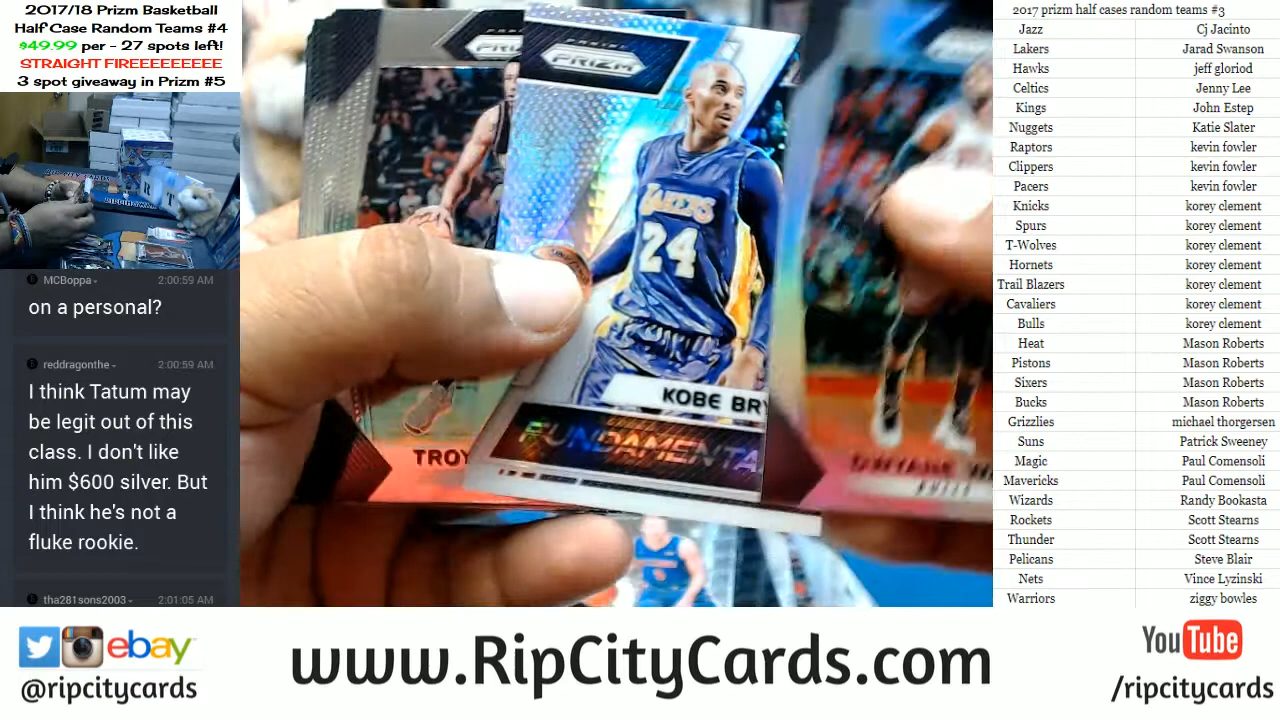 2017/18 Prizm Basketball
Half Case Random Teams #4
$49.99 per - 27 spots left!
STRAIGHT FIREEEEEEEEE
3 spot giveaway in Prizm #5
MCBoppa
2:00:59 AM
on a personal?
reddragonthe
2:00:59 AM
I think Tatum may
be legit out of this
class. I don't like
him $600 silver. But
I think he's not a
fluke rookie.
tha281sons2003
2:01:05 AM
PANINI
PRIZM
LAKERS
24
KOBE BRY
FUNDAMENTA
TROY
DWYANE W
BULLS
2017 prizm half cases random teams #3
Jazz Cj Jacinto
Lakers Jarad Swanson
Hawks jeff gloriod
Celtics Jenny Lee
Kings John Estep
Nuggets Katie Slater
Raptors kevin fowler
Clippers kevin fowler
Pacers kevin fowler
Knicks korey clement
Spurs korey clement
T-Wolves korey clement
Hornets korey clement
Trail Blazers korey clement
Cavaliers korey clement
Bulls korey clement
Heat Mason Roberts
Pistons Mason Roberts
Sixers Mason Roberts
Bucks Mason Roberts
Grizzlies michael thorgersen
Suns Patrick Sweeney
Magic Paul Comensoli
Mavericks Paul Comensoli
Wizards Randy Bookasta
Rockets Scott Stearns
Thunder Scott Stearns
Pelicans Steve Blair
Nets Vince Lyzinski
Warriors ziggy bowles
ebay
@ripcitycards
www.RipCityCards.com
YouTube
/ripcitycards